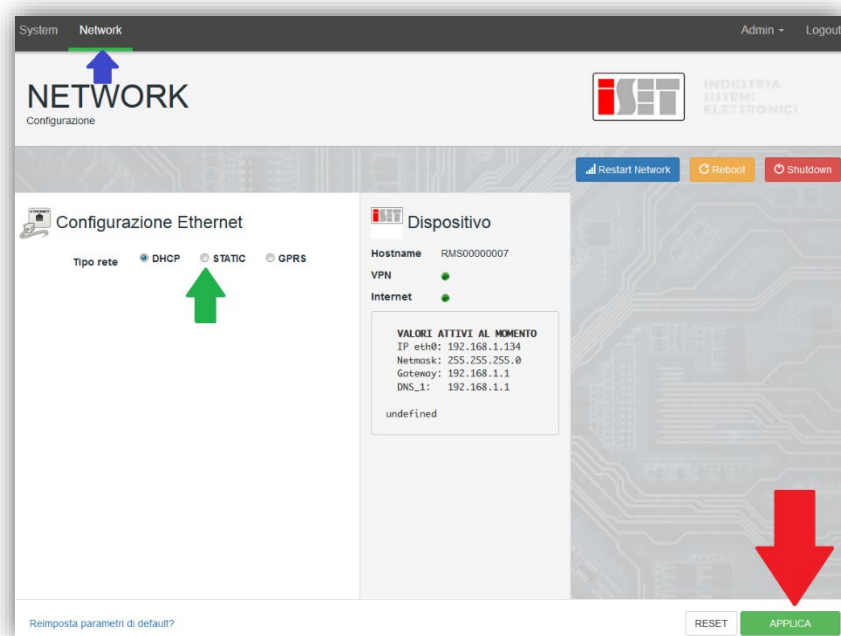 System Network Admin Logout
NETWORK
Configurazione
iSET
INDUSTRIA
SISTEMI
ELETTRONICI
Restart Network Reboot Shutdown
Configurazione Ethernet
Tipo rete DHCP STATIC GPRS
iSET Dispositivo
Hostname RMS00000007
VPN
Internet
VALORI ATTIVI AL MOMENTO
IP eth0: 192.168.1.134
Netmask: 255.255.255.0
Gateway: 192.168.1.1
DNS_1: 192.168.1.1
undefined
Reimposta parametri di default?
RESET APPLICA